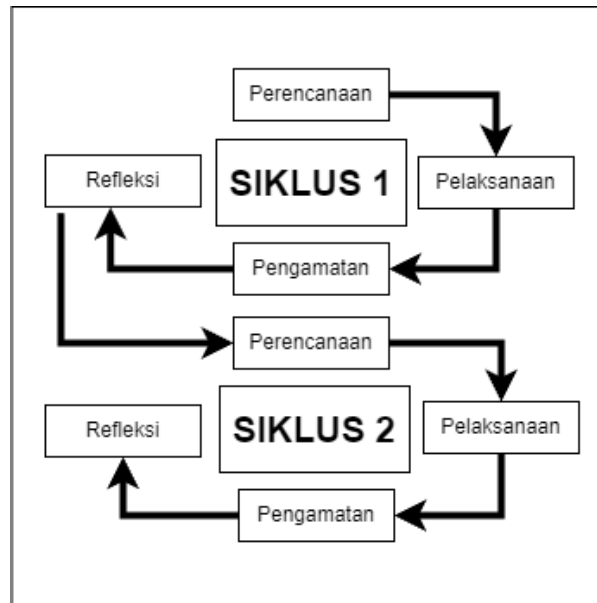 Perencanaan
Refleksi
SIKLUS 1
Pelaksanaan
Pengamatan
Perencanaan
Refleksi
SIKLUS 2
Pelaksanaan
Pengamatan